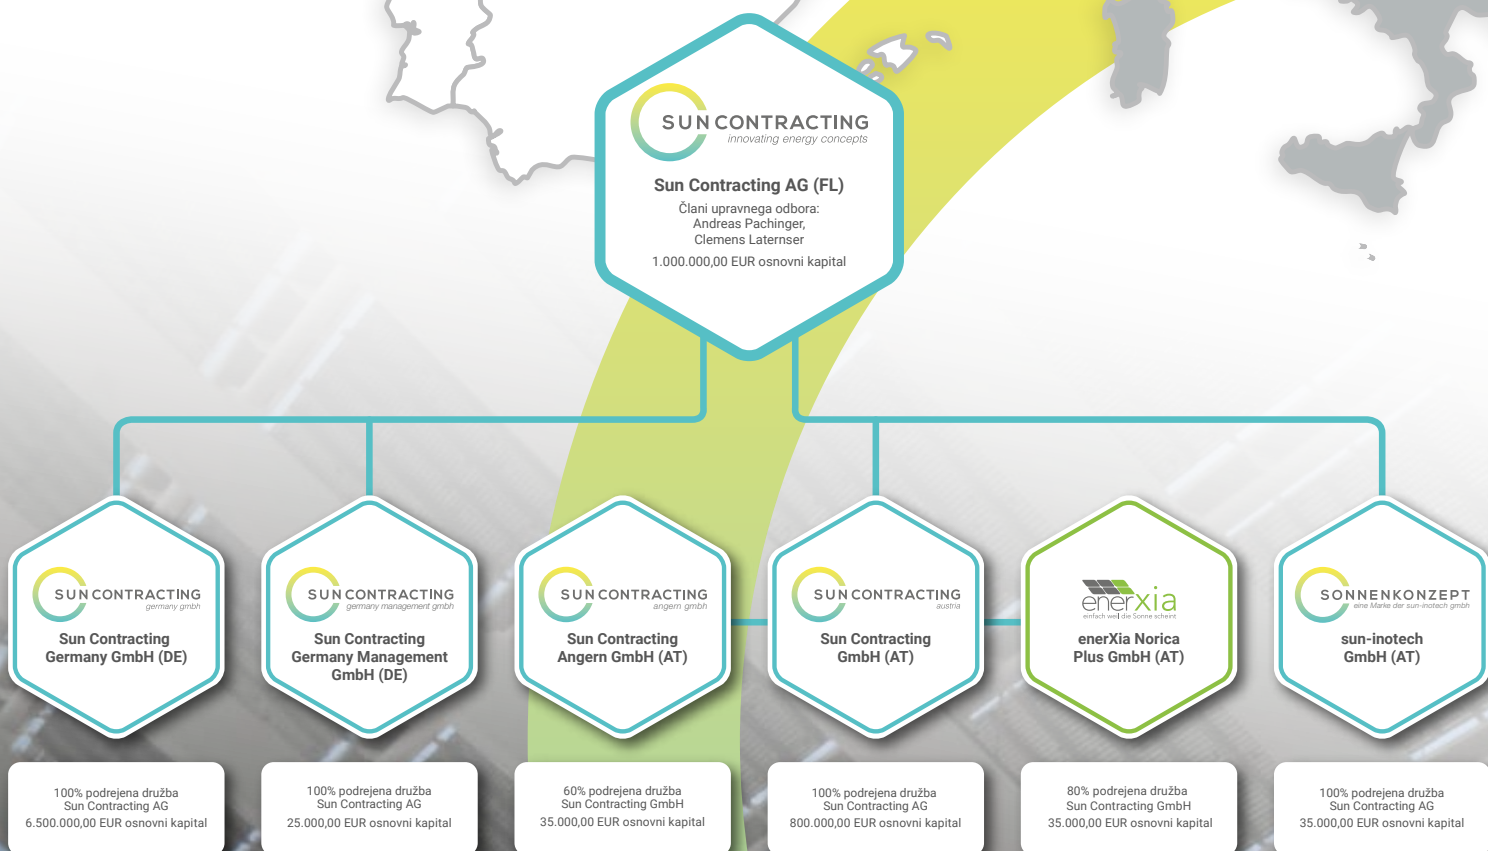 SUN CONTRACTING
innovating energy concepts
Sun Contracting AG (FL)
Člani upravnega odbora:
Andreas Pachinger,
Clemens Laternser
1.000.000,00 EUR osnovni kapital
SUN CONTRACTING
germany gmbh
Sun Contracting
Germany GmbH (DE)
100% podrejena družba
Sun Contracting AG
6.500.000,00 EUR osnovni kapital
SUN CONTRACTING
germany management gmbh
Sun Contracting
Germany Management
GmbH (DE)
100% podrejena družba
Sun Contracting AG
25.000,00 EUR osnovni kapital
SUN CONTRACTING
angern gmbh
Sun Contracting
Angern GmbH (AT)
60% podrejena družba
Sun Contracting GmbH
35.000,00 EUR osnovni kapital
SUN CONTRACTING
austria
Sun Contracting
GmbH (AT)
100% podrejena družba
Sun Contracting AG
800.000,00 EUR osnovni kapital
enerxia
einfach weil die Sonne scheint
enerXia Norica
Plus GmbH (AT)
80% podrejena družba
Sun Contracting GmbH
35.000,00 EUR osnovni kapital
SONNENKONZEPT
eine Marke der sun-inotech gmbh
sun-inotech
GmbH (AT)
100% podrejena družba
Sun Contracting AG
35.000,00 EUR osnovni kapital